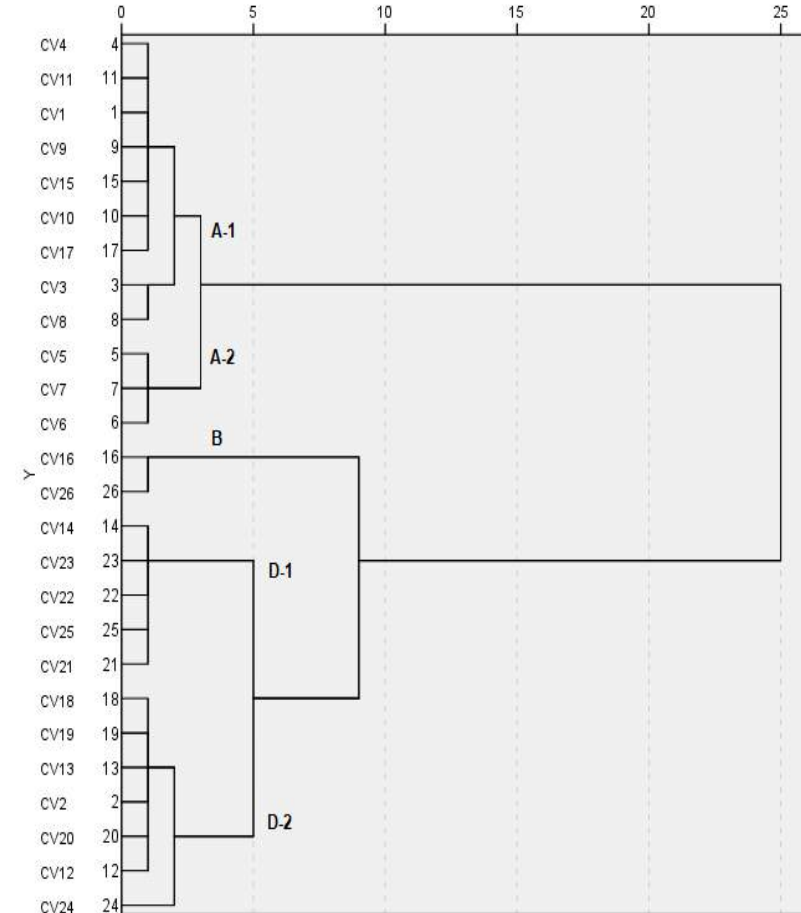 0 5 10 15 20 25
CV4 4
CV11 11
CV1 1
CV9 9
CV15 15
CV10 10
A-1
CV17 17
CV3 3
CV8 8
CV5 5
A-2
CV7 7
CV6 6
B
CV16 16
Y
CV26 26
CV14 14
CV23 23
D-1
CV22 22
CV25 25
CV21 21
CV18 18
CV19 19
CV13 13
CV2 2
D-2
CV20 20
CV12 12
CV24 24